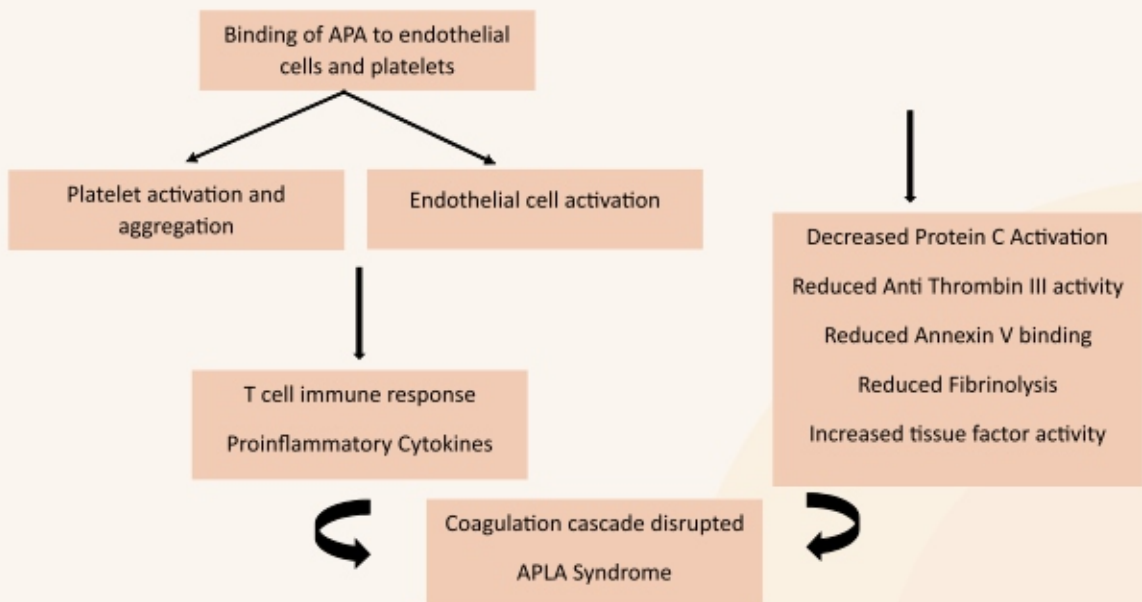 Binding of APA to endothelial
cells and platelets
Platelet activation and
aggregation
Endothelial cell activation
T cell immune response
Proinflammatory Cytokines
Decreased Protein C Activation
Reduced Anti Thrombin III activity
Reduced Annexin V binding
Reduced Fibrinolysis
Increased tissue factor activity
Coagulation cascade disrupted
APLA Syndrome